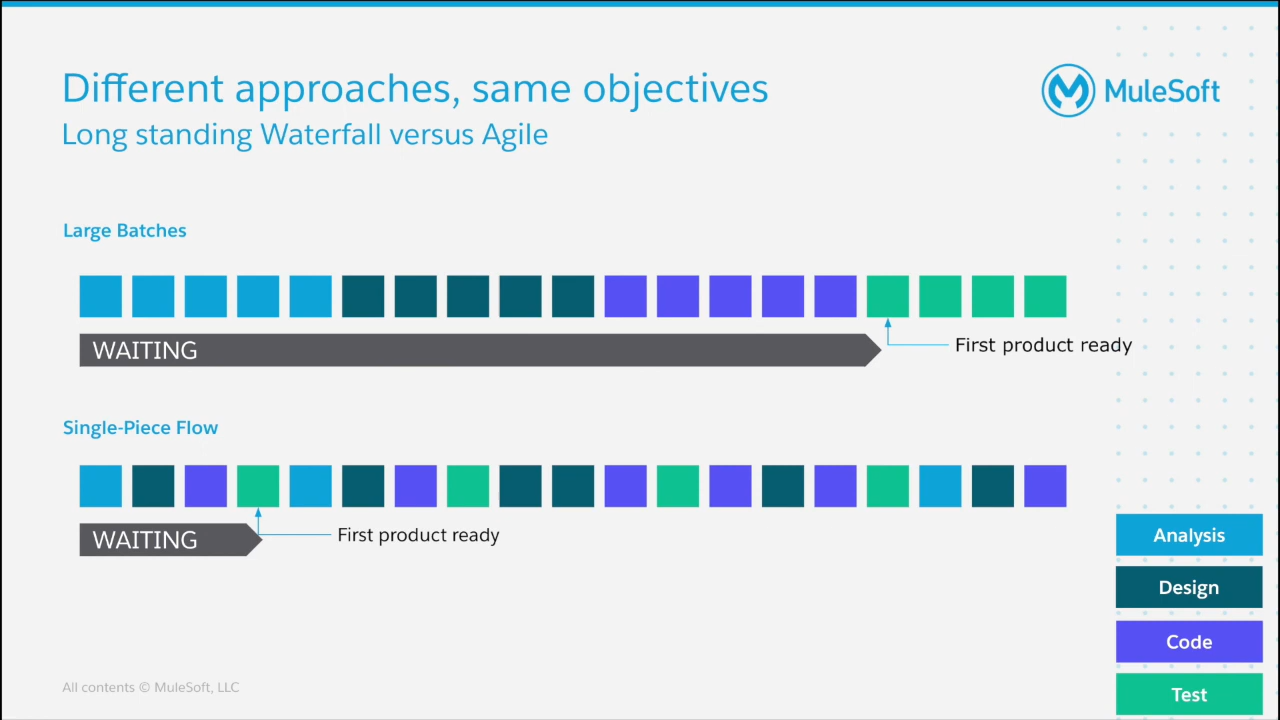 Different approaches, same objectives
MuleSoft
Long standing Waterfall versus Agile
Large Batches
WAITING
First product ready
Single-Piece Flow
WAITING
First product ready
Analysis
Design
Code
Test
All contents © MuleSoft, LLC